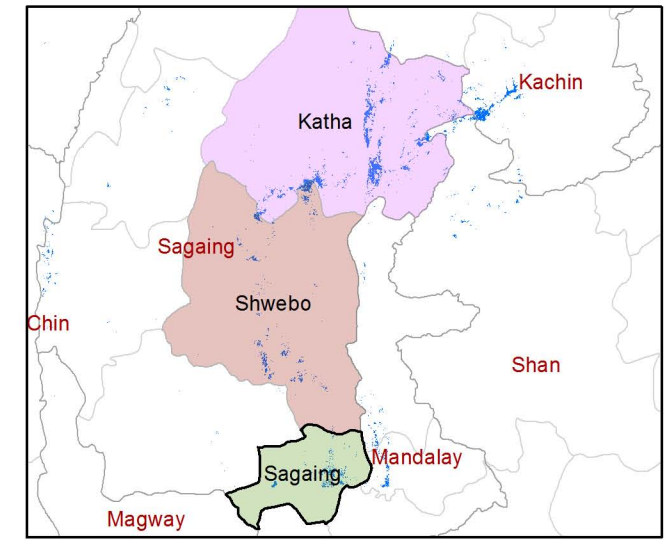 Kachin
Katha
Sagaing
Shwebo
Chin
Shan
Mandalay
Sagaing
Magway